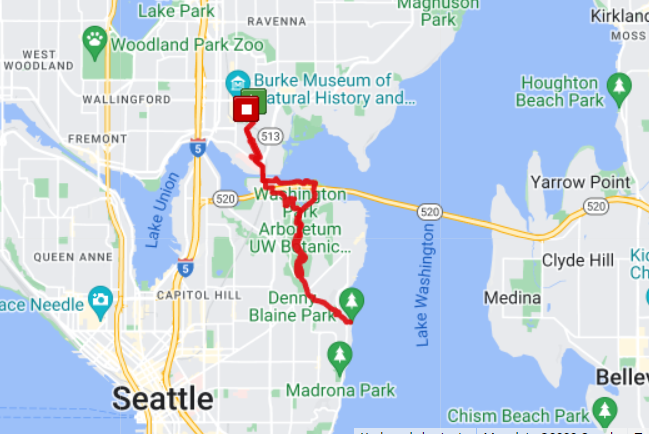 Lake Park
RAVENNA
Magnuson
Park
Kirkland
MOSS
WEST
WOODLAND
Woodland Park Zoo
Burke Museum of
Natural History and...
Houghton
Beach Park
WALLINGFORD
FREMONT
5
513
Yarrow Point
520
Washington
Park
Arboretum
UW Botanic...
520
520
Lake Union
Lake Washington
QUEEN ANNE
5
Clyde Hill
CAPITOL HILL
Medina
ace Needle
Denny
Blaine Park
Madrona Park
Seattle
Bellev
Chism Beach Park